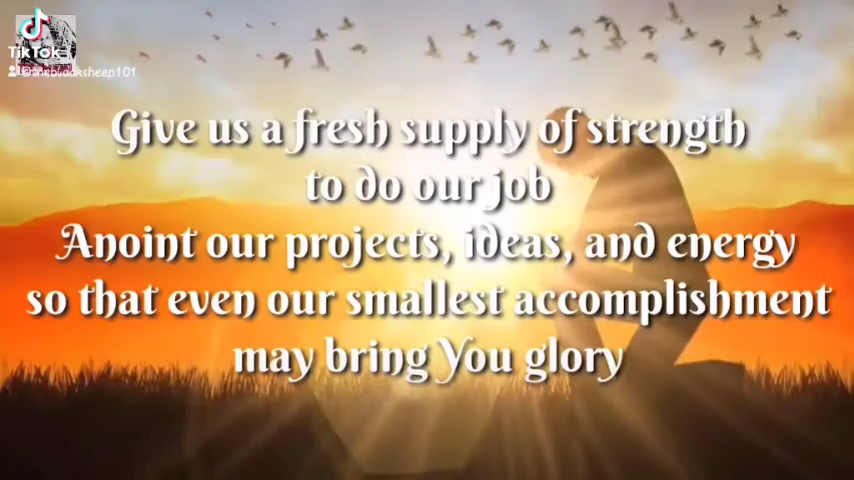 TikTok
Give us a fresh supply of strength
to do our job
Anoint our projects, ideas, and energy
so that even our smallest accomplishment
may bring You glory